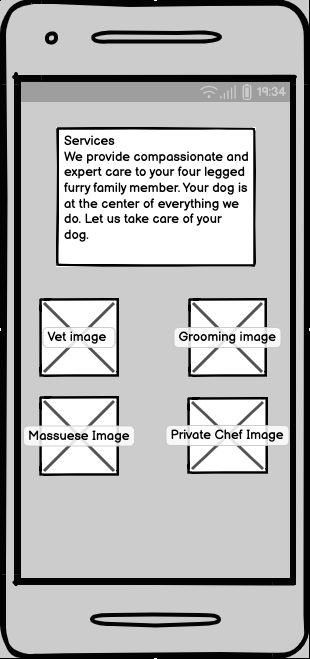 19:34
Services
We provide compassionate and
expert care to your four legged
furry family member. Your dog is
at the center of everything we
do. Let us take care of your
dog.
Vet image
Grooming image
Massuese Image
Private Chef Image